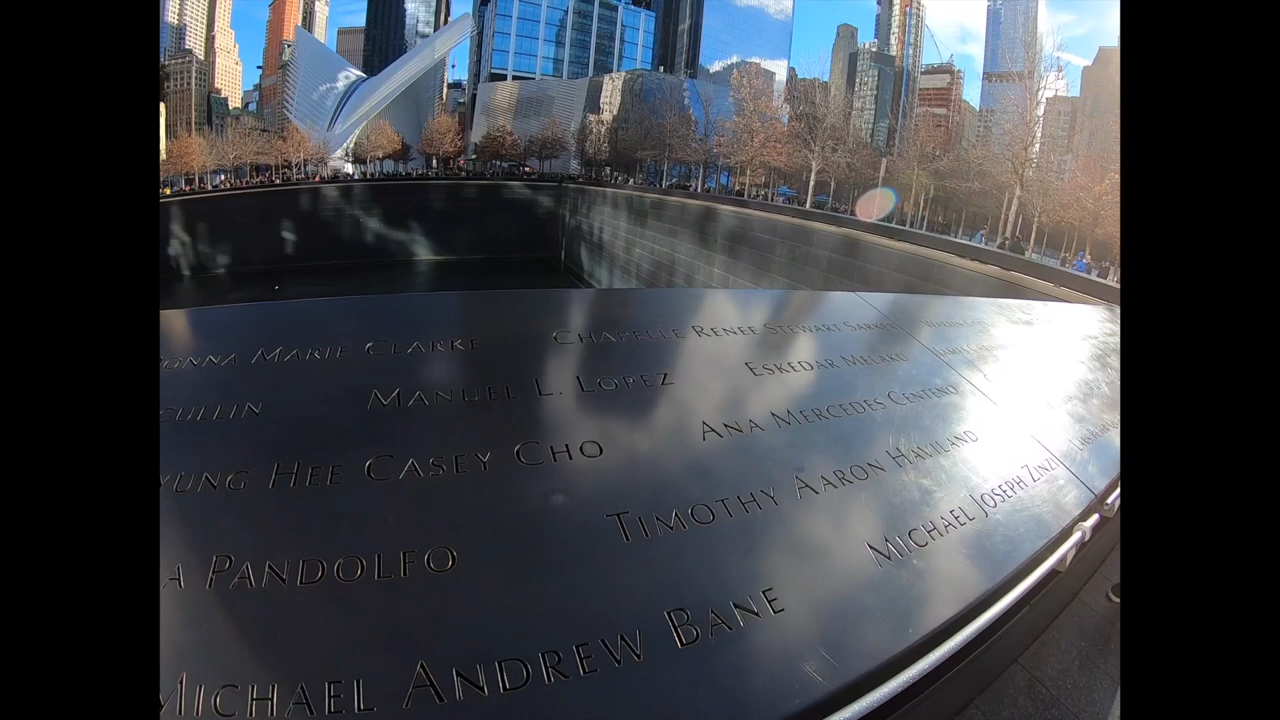 DONNA MARIE CLARKE CHAPELLE RENEE STEWART SARKER
CULLIN MANUEL L. LOPEZ ESKEDAR MELAKU
YUNG HEE CASEY CHO ANA MERCEDES CENTENO
A PANDOLFO TIMOTHY AARON HAVILAND
MICHAEL ANDREW BANE MICHAEL JOSEPH ZINZI